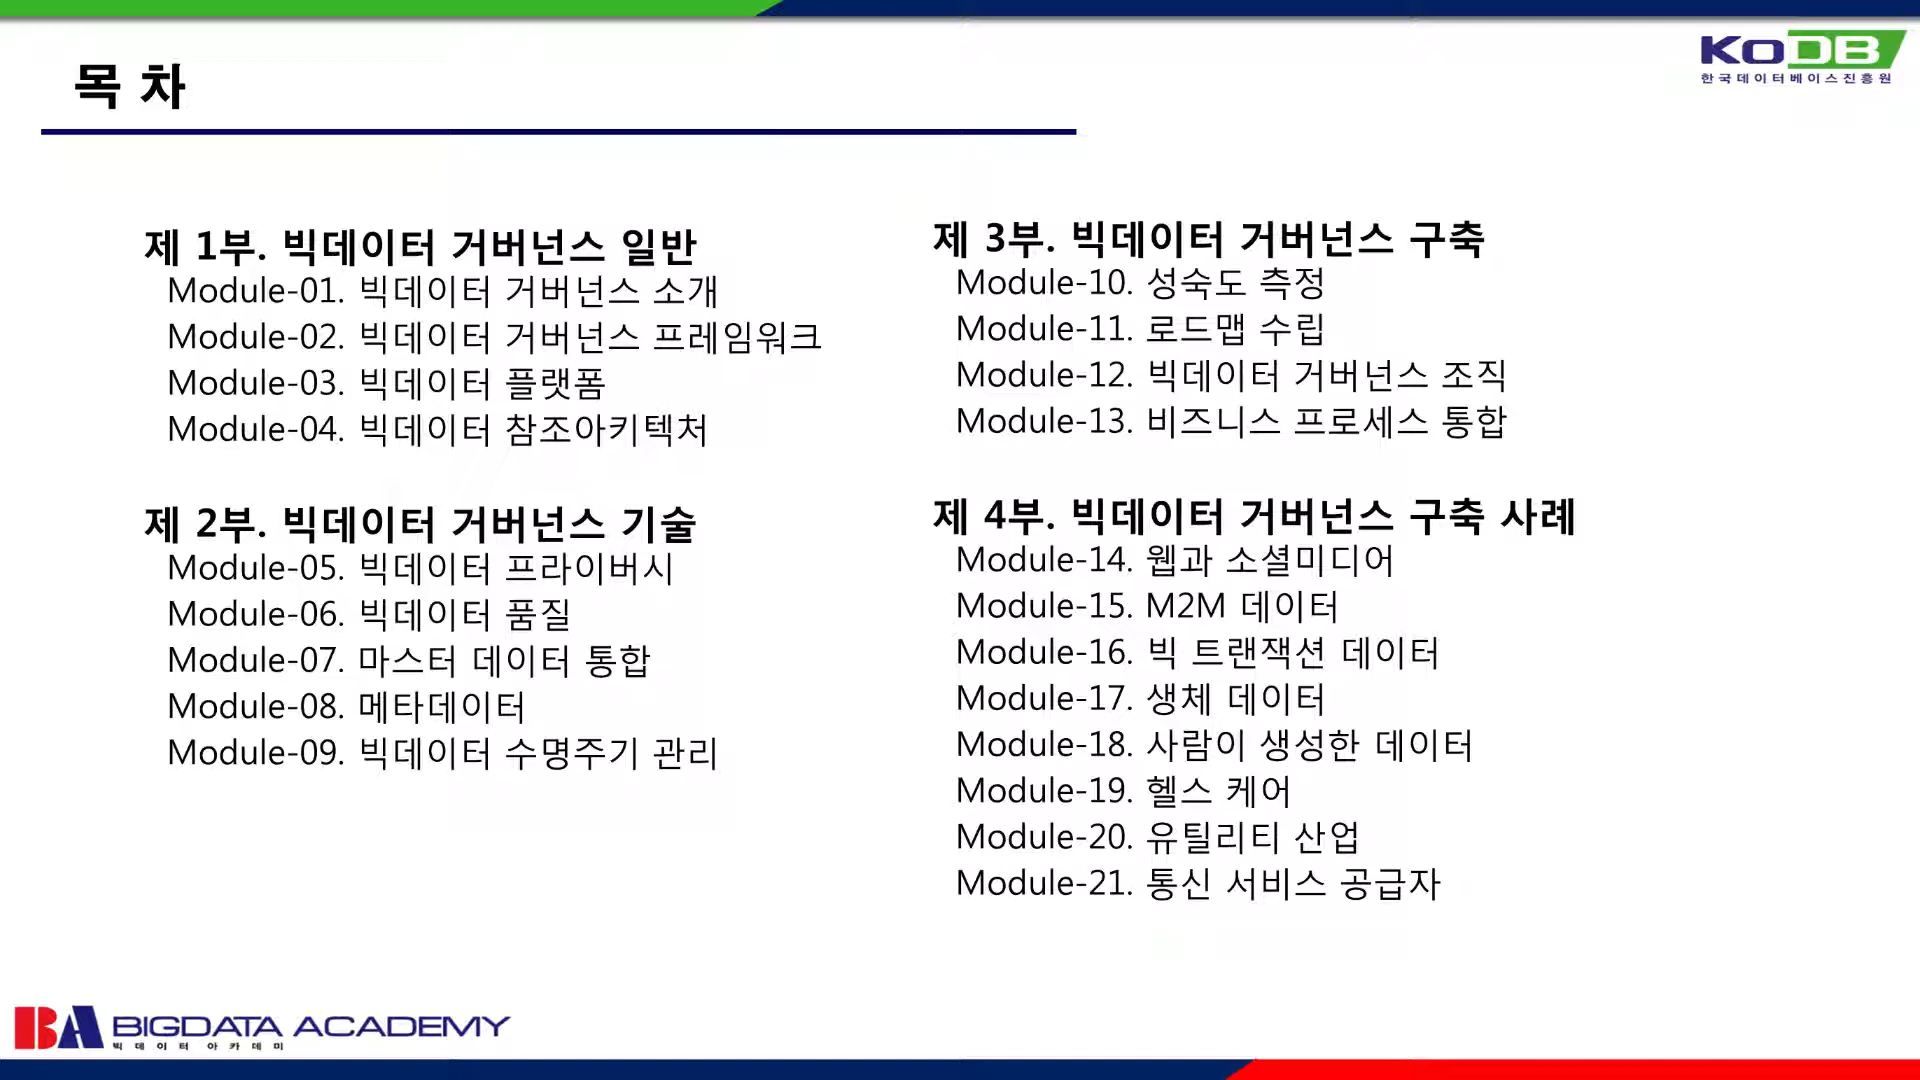 목 차
KoDB
한국데이터베이스진흥원
제 1부. 빅데이터 거버넌스 일반
Module-01. 빅데이터 거버넌스 소개
Module-02. 빅데이터 거버넌스 프레임워크
Module-03. 빅데이터 플랫폼
Module-04. 빅데이터 참조아키텍처
제 2부. 빅데이터 거버넌스 기술
Module-05. 빅데이터 프라이버시
Module-06. 빅데이터 품질
Module-07. 마스터 데이터 통합
Module-08. 메타데이터
Module-09. 빅데이터 수명주기 관리
제 3부. 빅데이터 거버넌스 구축
Module-10. 성숙도 측정
Module-11. 로드맵 수립
Module-12. 빅데이터 거버넌스 조직
Module-13. 비즈니스 프로세스 통합
제 4부. 빅데이터 거버넌스 구축 사례
Module-14. 웹과 소셜미디어
Module-15. M2M 데이터
Module-16. 빅 트랜잭션 데이터
Module-17. 생체 데이터
Module-18. 사람이 생성한 데이터
Module-19. 헬스 케어
Module-20. 유틸리티 산업
Module-21. 통신 서비스 공급자
BA BIGDATA ACADEMY
빅데이터 아카데미